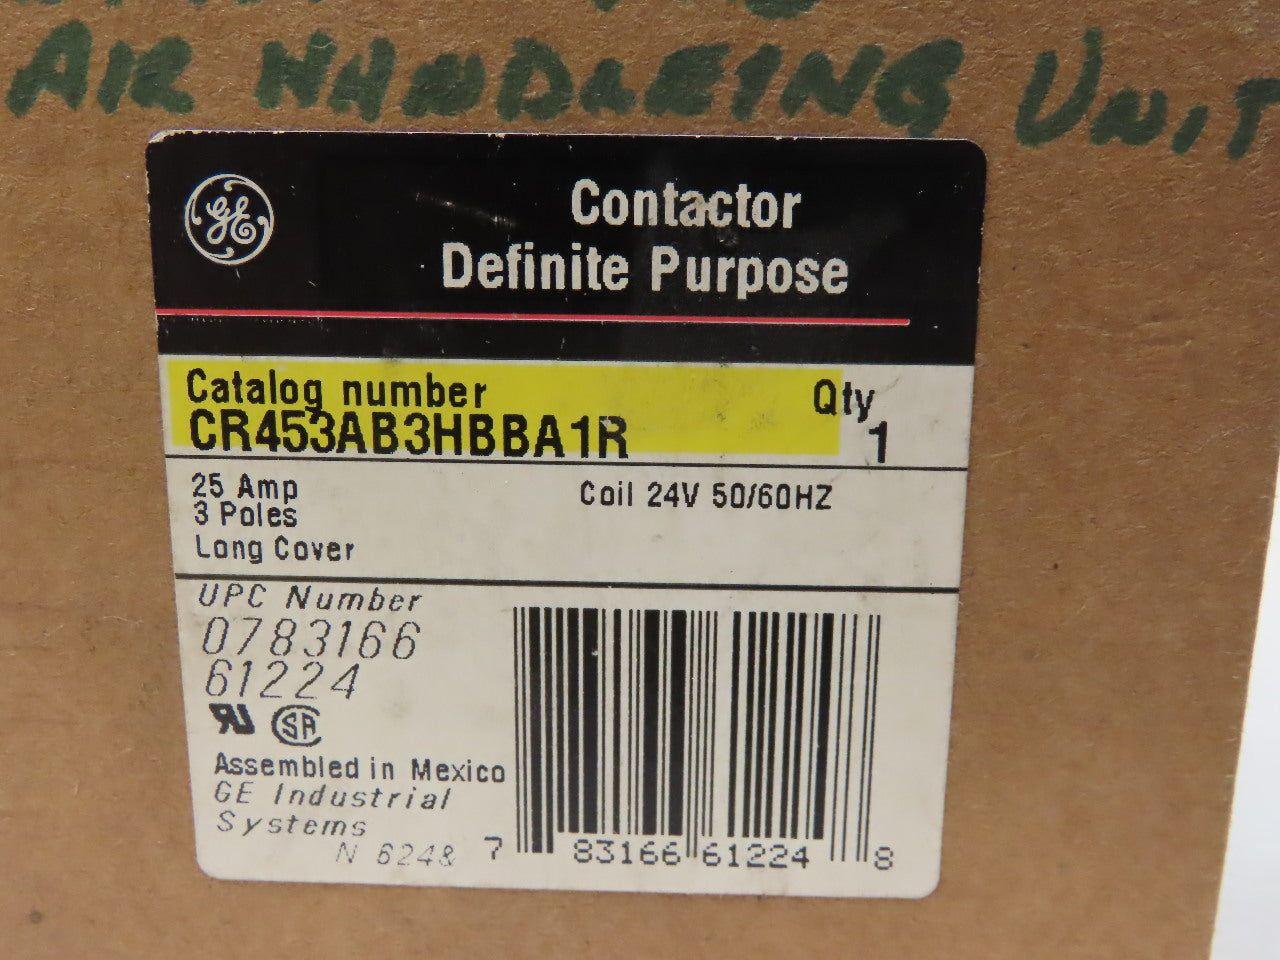 AIR HANDLEING UNIT
GE
Contactor
Definite Purpose
Catalog number Qty
CR453AB3HBBA1R 1
25 Amp Coil 24V 50/60HZ
3 Poles
Long Cover
UPC Number
0783166
61224
Assembled in Mexico
GE Industrial
Systems
N 6248
7 83166 61224 8